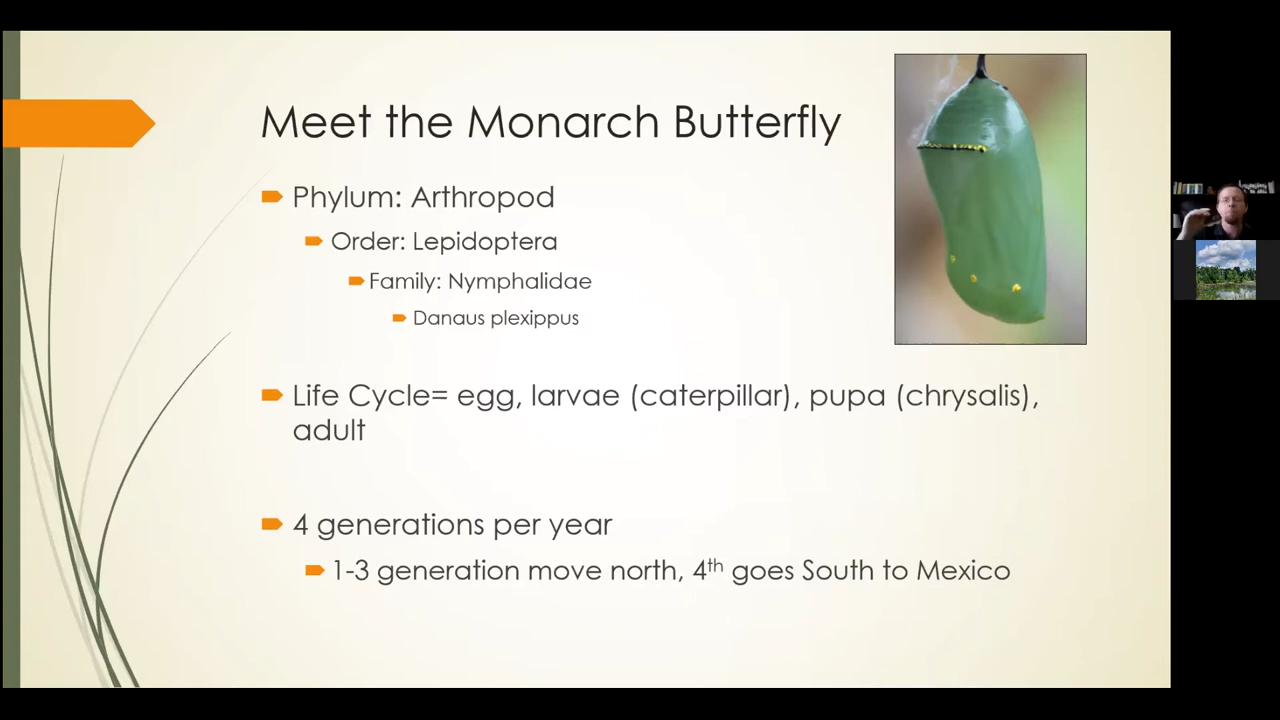 Meet the Monarch Butterfly
Phylum: Arthropod
Order: Lepidoptera
Family: Nymphalidae
Danaus plexippus
Life Cycle= egg, larvae (caterpillar), pupa (chrysalis),
adult
4 generations per year
1-3 generation move north, 4th goes South to Mexico